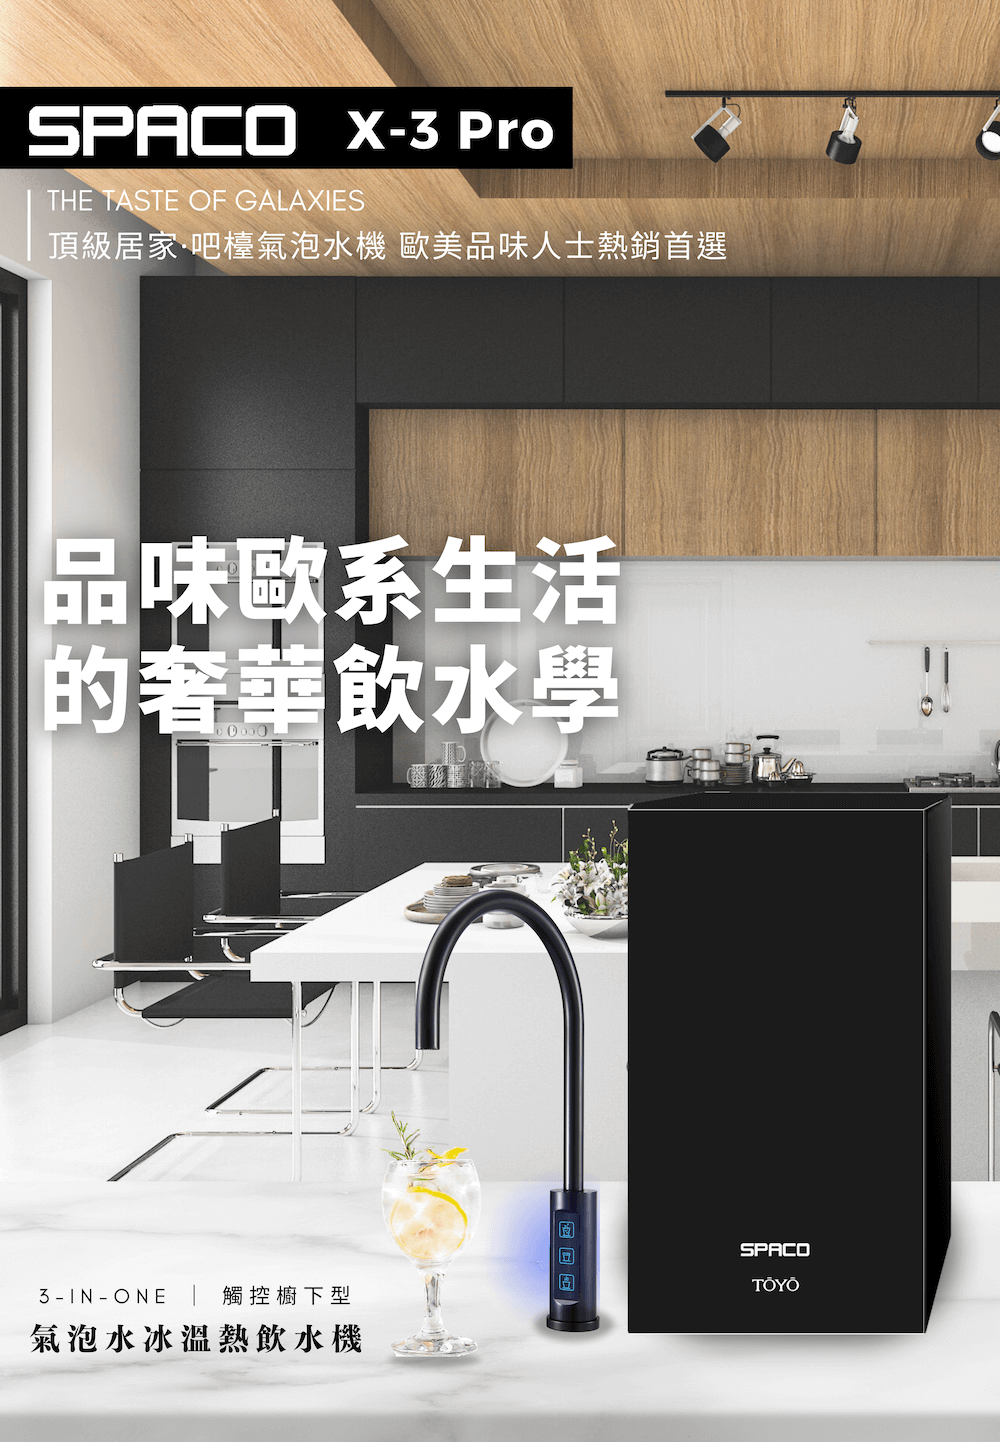 SPACO X-3 Pro
THE TASTE OF GALAXIES
頂級居家·吧檯氣泡水機 歐美品味人士熱銷首選
品味歐系生活
的奢華飲水學
SPACO
TŌYŌ
3-IN-ONE | 觸控櫥下型
氣泡水冰溫熱飲水機